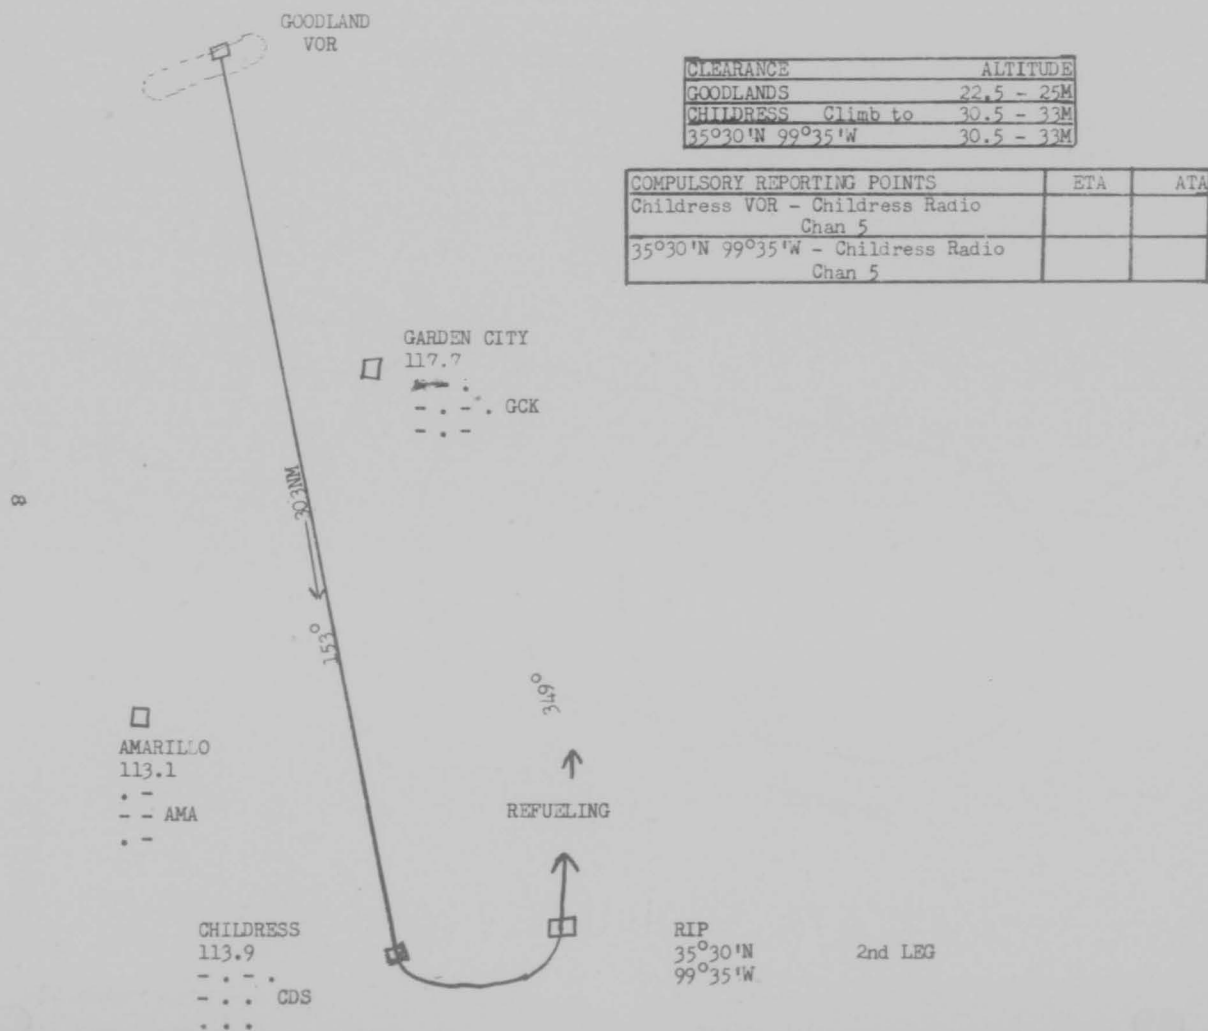 GOODLAND
VOR
CLEARANCE ALTITUDE
GOODLANDS 22.5 - 25M
CHILDRESS Climb to 30.5 - 33M
35°30'N 99°35'W 30.5 - 33M
COMPULSORY REPORTING POINTS ETA ATA
Childress VOR - Childress Radio
Chan 5
35°30'N 99°35'W - Childress Radio
Chan 5
GARDEN CITY
117.7
- - .
- . - . GCK
- . -
303NM
153°
8
349°
AMARILLO
113.1
. -
- - AMA
. -
REFUELING
CHILDRESS
113.9
- . - .
- . . CDS
. . .
RIP
35°30'N 2nd LEG
99°35'W